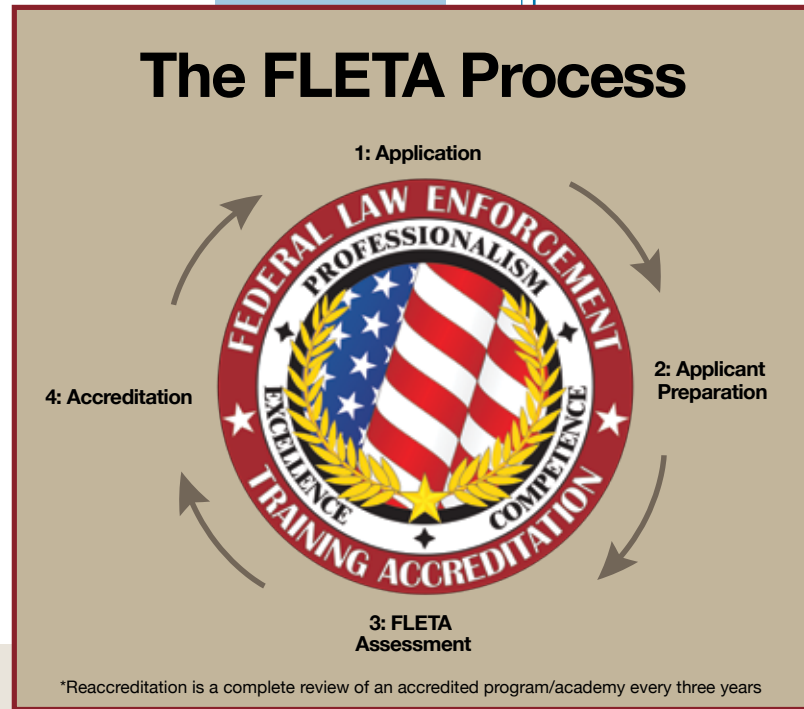 The FLETA Process
1: Application
FEDERAL LAW ENFORCEMENT
TRAINING ACCREDITATION
PROFESSIONALISM
EXCELLENCE
COMPETENCE
2: Applicant
Preparation
4: Accreditation
3: FLETA
Assessment
*Reaccreditation is a complete review of an accredited program/academy every three years